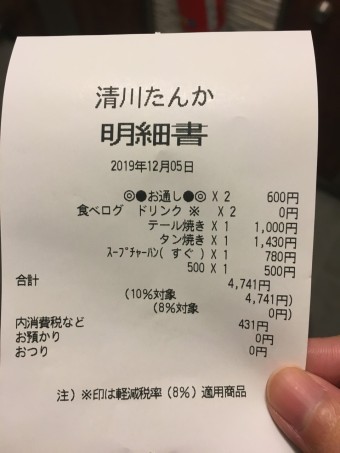 清川たんか
明細書
2019年12月05日
◎●お通し●◎ X 2 600円
食べログ ドリンク ※ X 2 0円
テール焼き X 1 1,000円
タン焼き X 1 1,430円
ｽｰﾌﾟﾁｬｰﾊﾝ( すぐ ) X 1 780円
500 X 1 500円
合計 4,741円
(10%対象 4,741円)
(8%対象 0円)
内消費税など 431円
お預かり 0円
おつり 0円
注) ※印は軽減税率(8%)適用商品